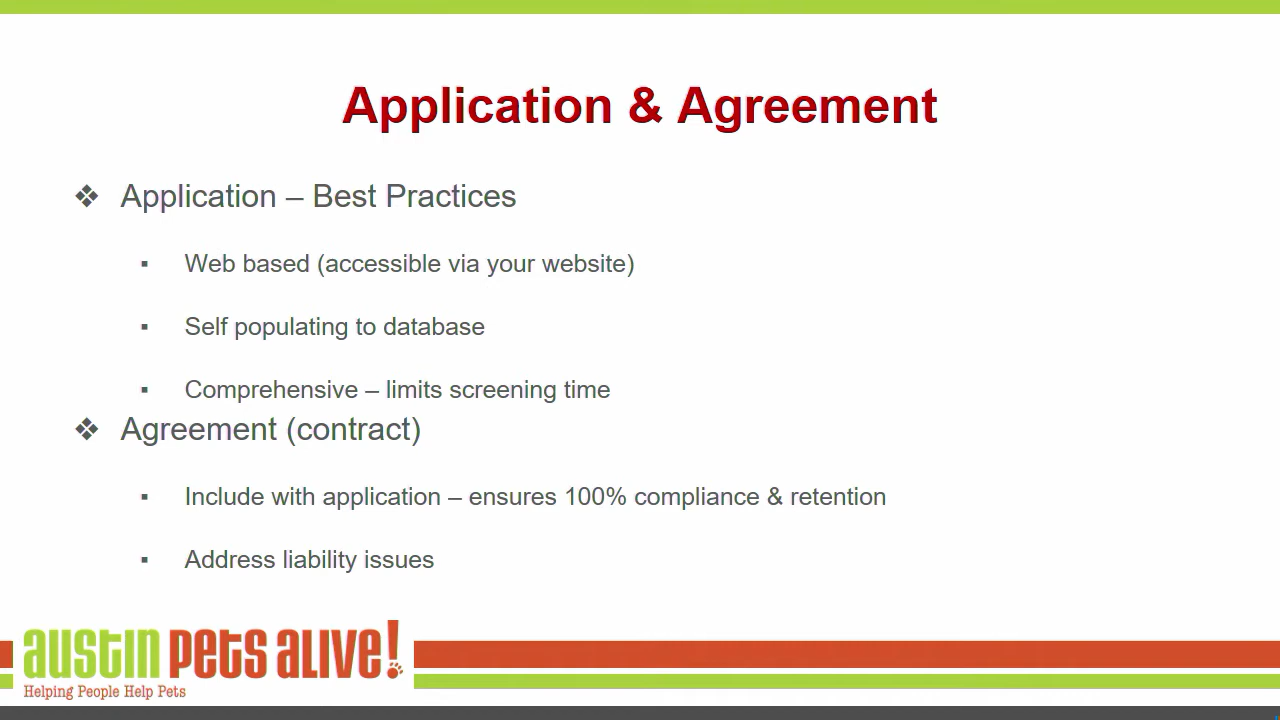 Application & Agreement
❖ Application – Best Practices
▪ Web based (accessible via your website)
▪ Self populating to database
▪ Comprehensive – limits screening time
❖ Agreement (contract)
▪ Include with application – ensures 100% compliance & retention
▪ Address liability issues
austin pets alive!
Helping People Help Pets